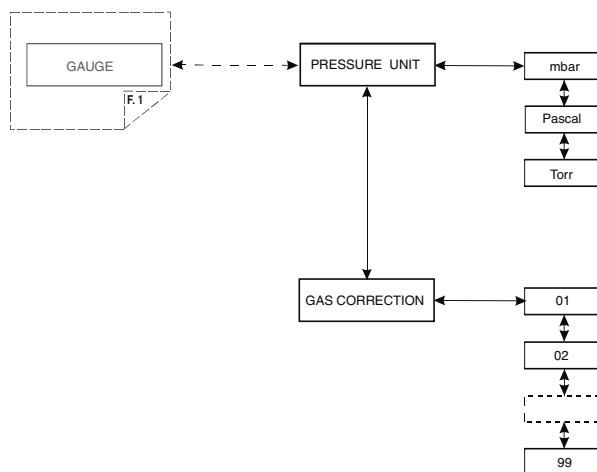 GAUGE
F. 1
PRESSURE UNIT
mbar
Pascal
Torr
GAS CORRECTION
01
02
99